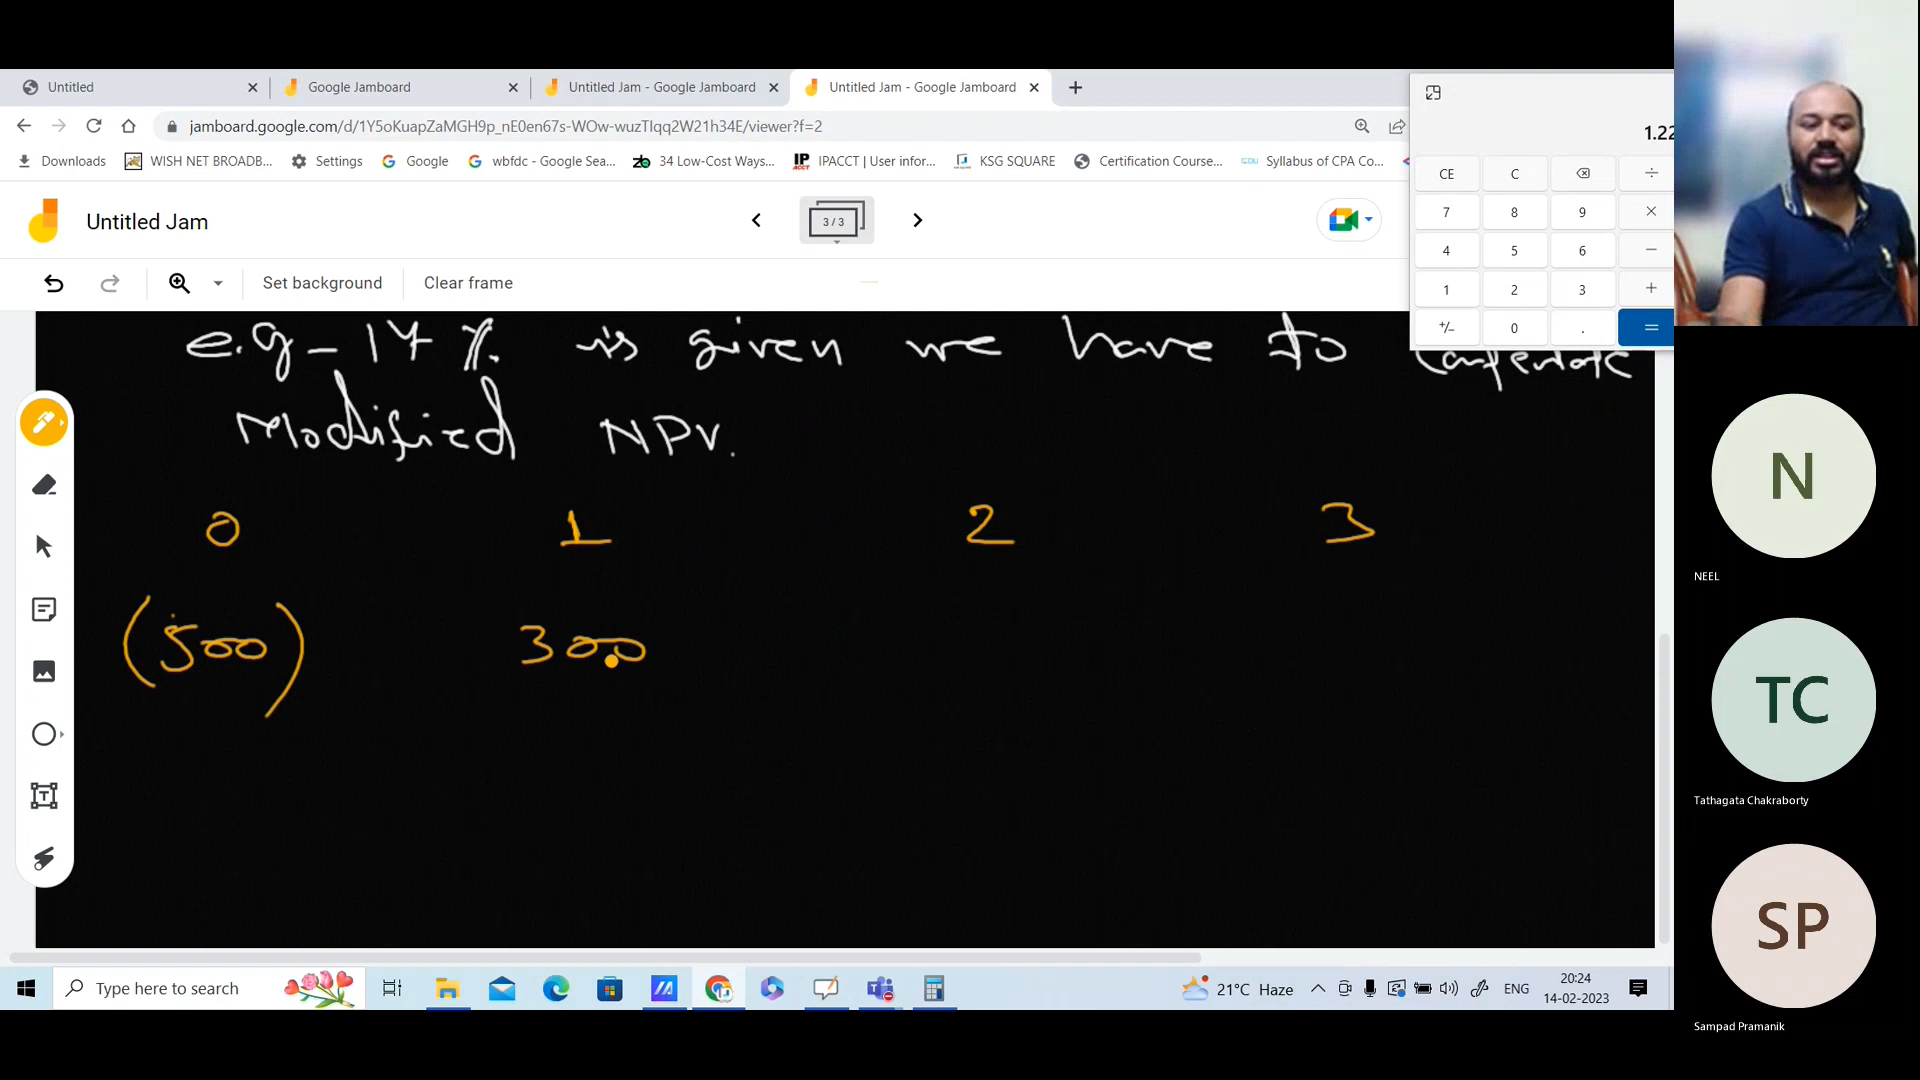 Untitled
Google Jamboard
Untitled Jam - Google Jamboard
Untitled Jam - Google Jamboard
jamboard.google.com/d/1Y5oKuapZaMGH9p_nE0en67s-WOw-wuzTIqq2W21h34E/viewer?f=2
Downloads
WISH NET BROADB...
Settings
Google
wbfdc - Google Sea...
34 Low-Cost Ways...
IPACCT | User infor...
KSG SQUARE
Certification Course...
Syllabus of CPA Co...
1.22
CE C ÷
7 8 9 ×
4 5 6 −
1 2 3 +
+/− 0 . =
Untitled Jam
3 / 3
Set background
Clear frame
e.g - 14 %. is given we have to
Modified NPV.
0 1 2 3
(500) 300
N
NEEL
TC
Tathagata Chakraborty
SP
Sampad Pramanik
Type here to search
21°C Haze
ENG
20:24
14-02-2023